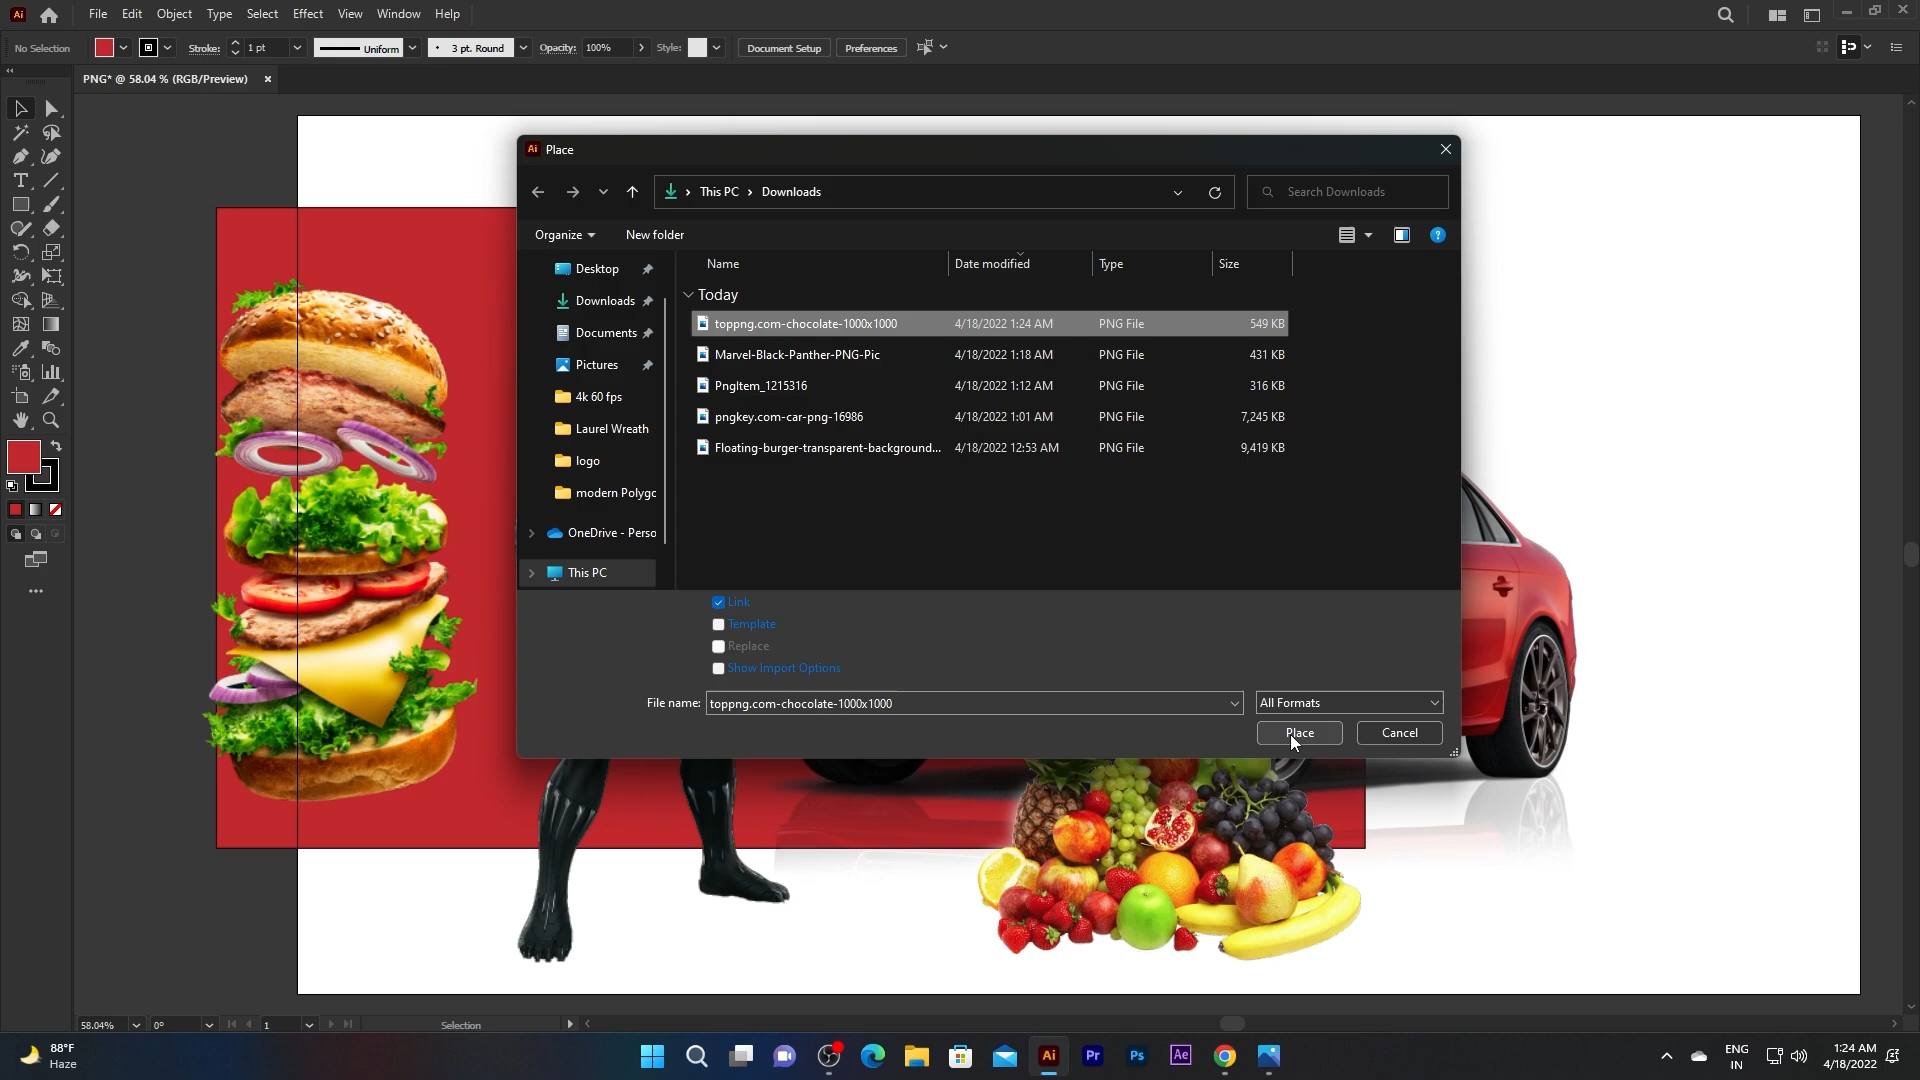 Ai File Edit Object Type Select Effect View Window Help
No Selection Stroke: 1 pt Uniform 3 pt. Round Opacity: 100% Style: Document Setup Preferences
PNG* @ 58.04 % (RGB/Preview) ×
Ai Place
This PC > Downloads
Search Downloads
Organize New folder
Name Date modified Type Size
Desktop
Downloads
Documents
Pictures
4k 60 fps
Laurel Wreath
logo
modern Polygc
OneDrive - Perso
This PC
Today
toppng.com-chocolate-1000x1000 4/18/2022 1:24 AM PNG File 549 KB
Marvel-Black-Panther-PNG-Pic 4/18/2022 1:18 AM PNG File 431 KB
PngItem_1215316 4/18/2022 1:12 AM PNG File 316 KB
pngkey.com-car-png-16986 4/18/2022 1:01 AM PNG File 7,245 KB
Floating-burger-transparent-background... 4/18/2022 12:53 AM PNG File 9,419 KB
Link
Template
Replace
Show Import Options
File name: toppng.com-chocolate-1000x1000 All Formats
Place Cancel
58.04% 0° 1 Selection
88°F
Haze
Ai Pr Ps Ae
ENG
IN
1:24 AM
4/18/2022